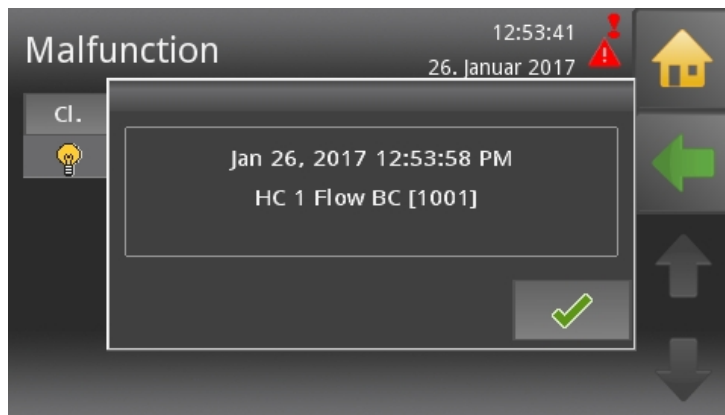 Malfunction
12:53:41
26. Januar 2017
Cl.
Jan 26, 2017 12:53:58 PM
HC 1 Flow BC [1001]